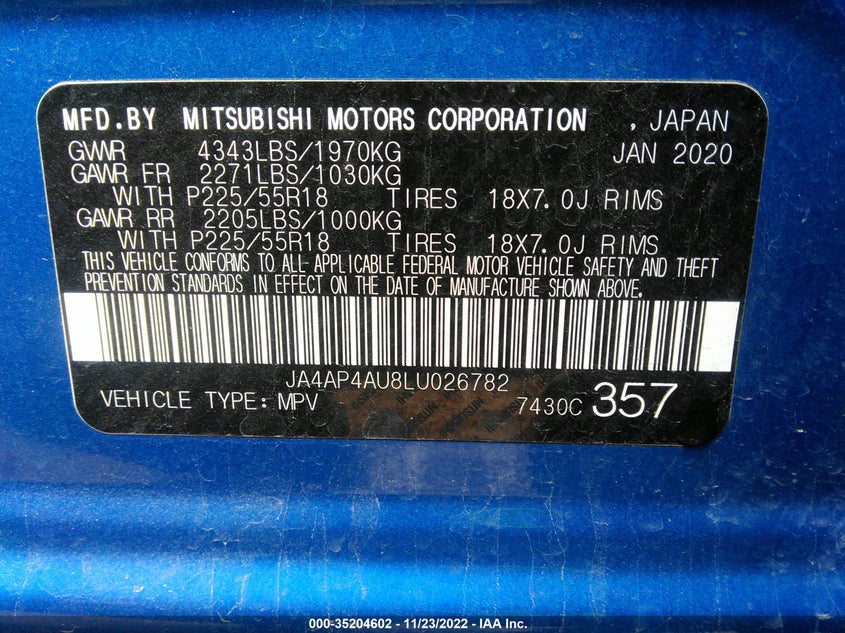 MFD.BY MITSUBISHI MOTORS CORPORATION , JAPAN
GVWR 4343LBS/1970KG JAN 2020
GAWR FR 2271LBS/1030KG
WITH P225/55R18 TIRES 18X7.0J RIMS
GAWR RR 2205LBS/1000KG
WITH P225/55R18 TIRES 18X7.0J RIMS
THIS VEHICLE CONFORMS TO ALL APPLICABLE FEDERAL MOTOR VEHICLE SAFETY AND THEFT
PREVENTION STANDARDS IN EFFECT ON THE DATE OF MANUFACTURE SHOWN ABOVE.
JA4AP4AU8LU026782
VEHICLE TYPE: MPV 7430C 357
000-35204602 - 11/23/2022 - IAA Inc.